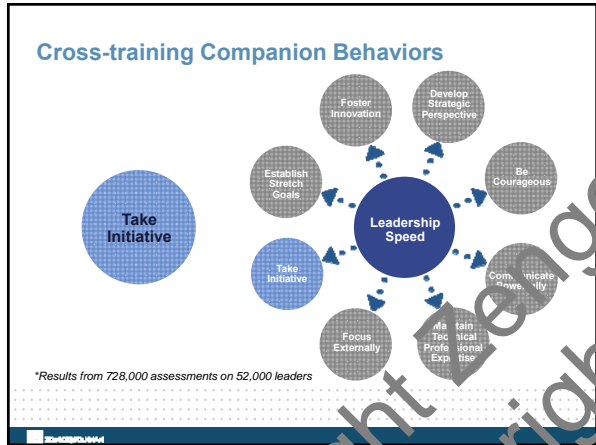 Cross-training Companion Behaviors
Take
Initiative
Foster
Innovation
Develop
Strategic
Perspective
Establish
Stretch
Goals
Be
Courageous
Leadership
Speed
Take
Initiative
Communicate
Powerfully
Focus
Externally
Maintain
Technical
Professional
Expertise
*Results from 728,000 assessments on 52,000 leaders